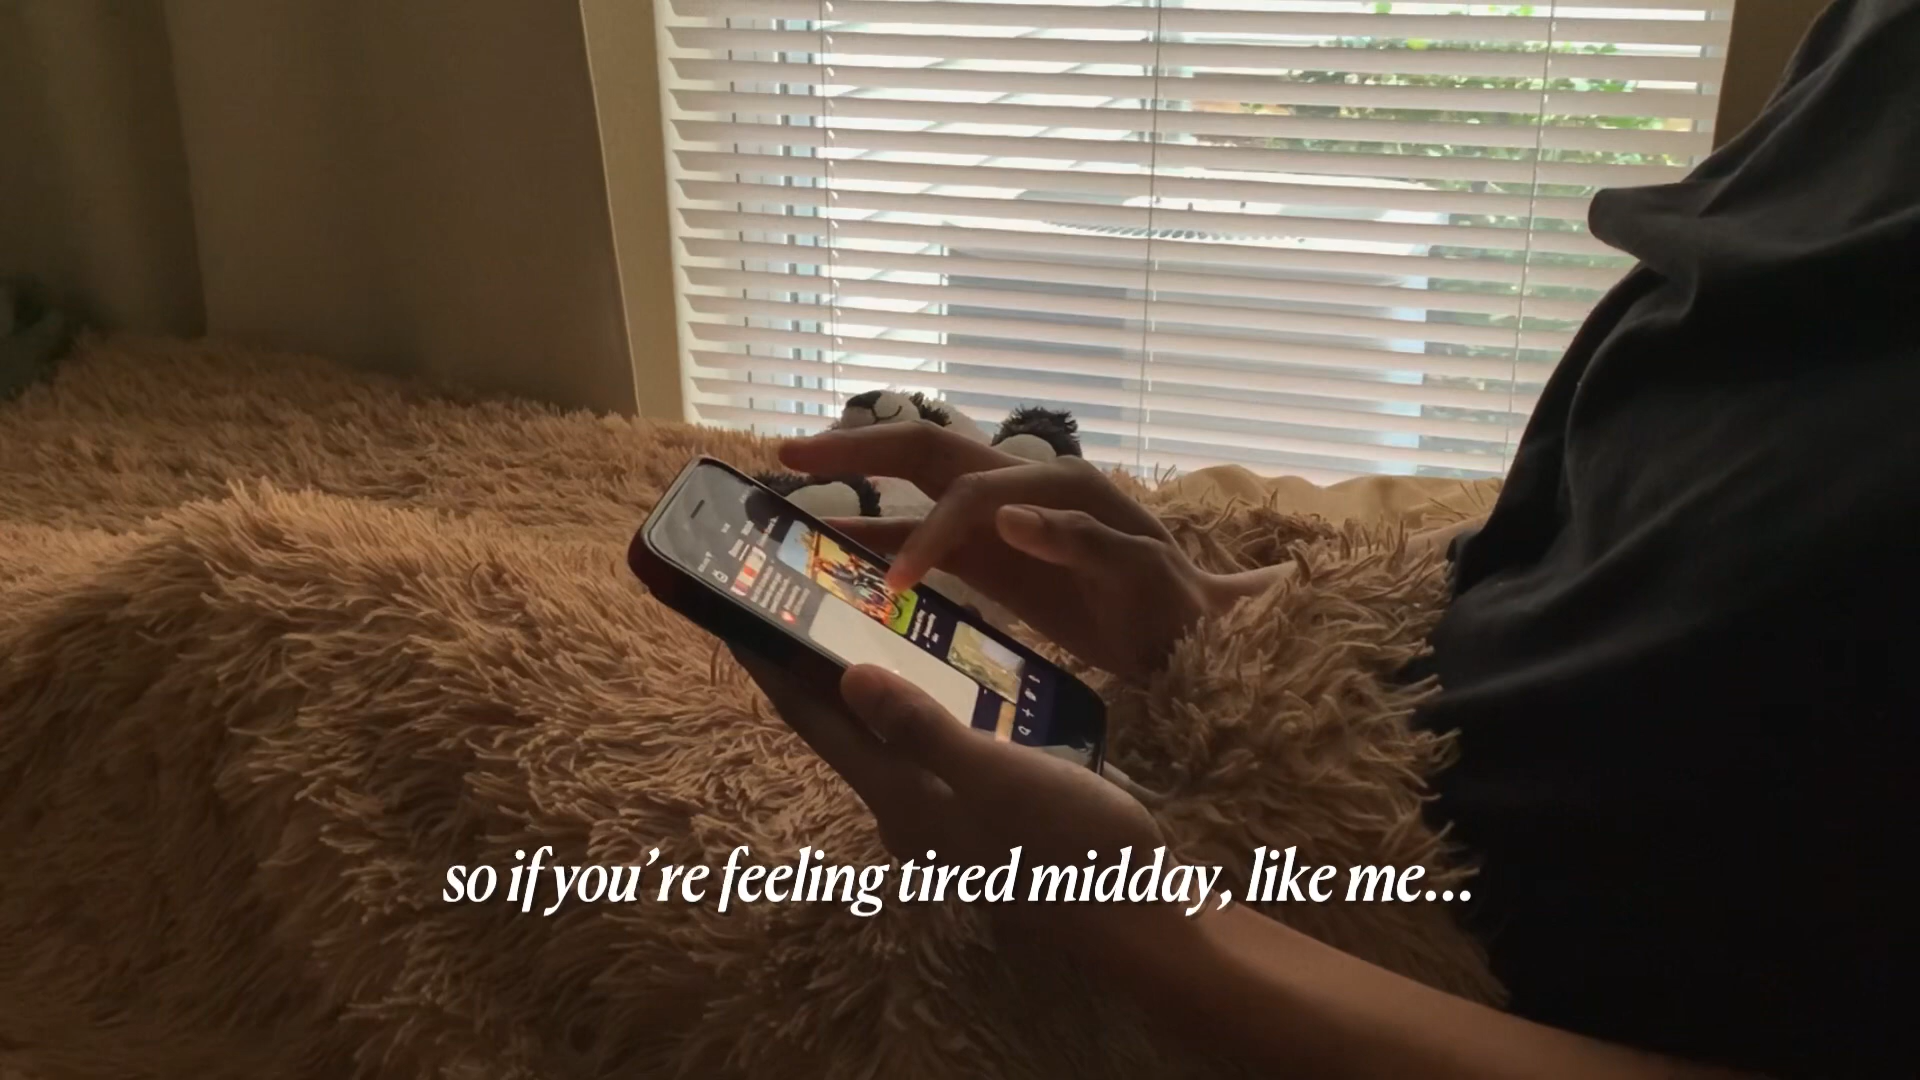 so if you’re feeling tired midday, like me...